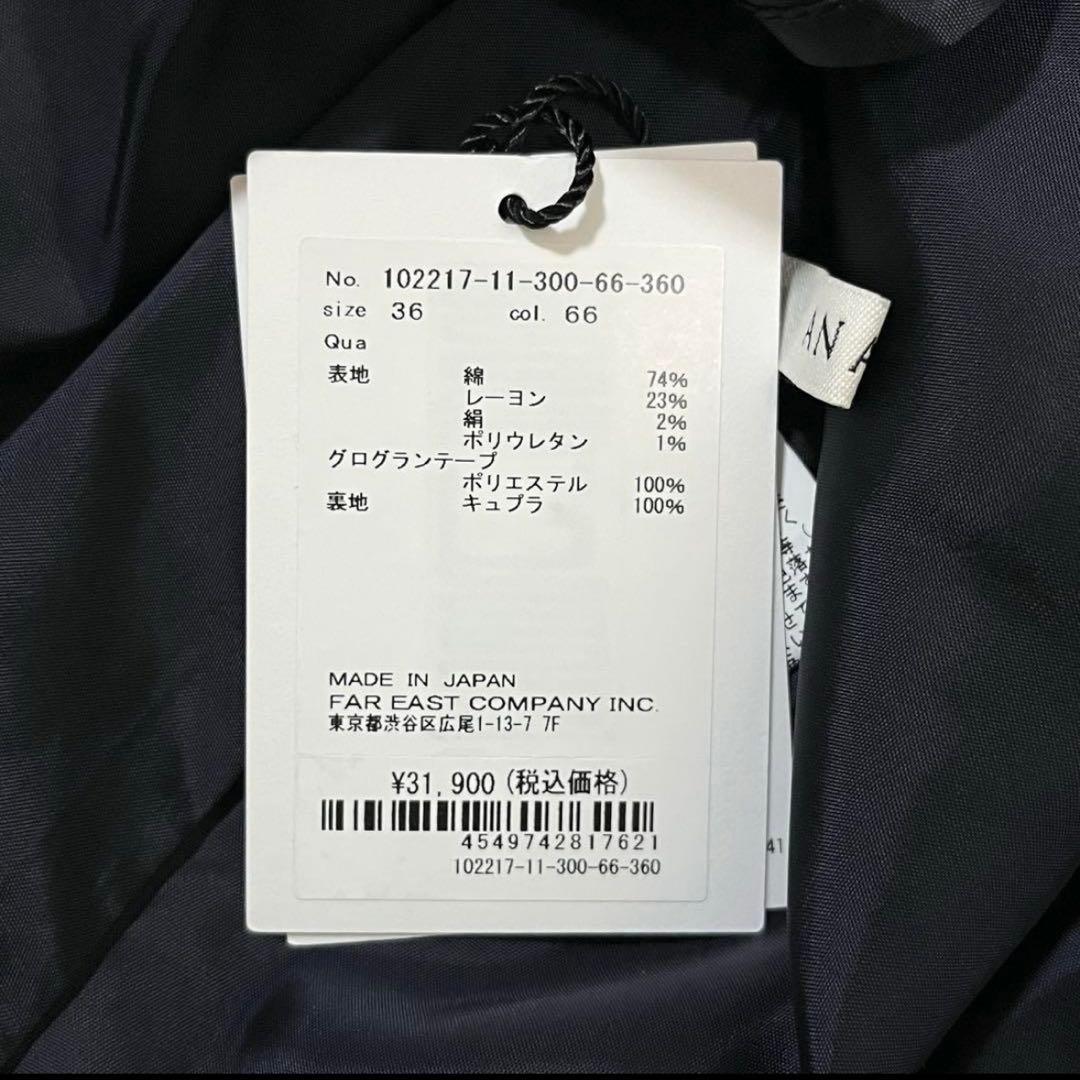 No. 102217-11-300-66-360
size 36 col. 66
Qua
表地 綿 74%
レーヨン 23%
絹 2%
ポリウレタン 1%
グログランテープ
ポリエステル 100%
裏地 キュプラ 100%
MADE IN JAPAN
FAR EAST COMPANY INC.
東京都渋谷区広尾1-13-7 7F
¥31,900(税込価格)
4549742817621
102217-11-300-66-360
AN A
41